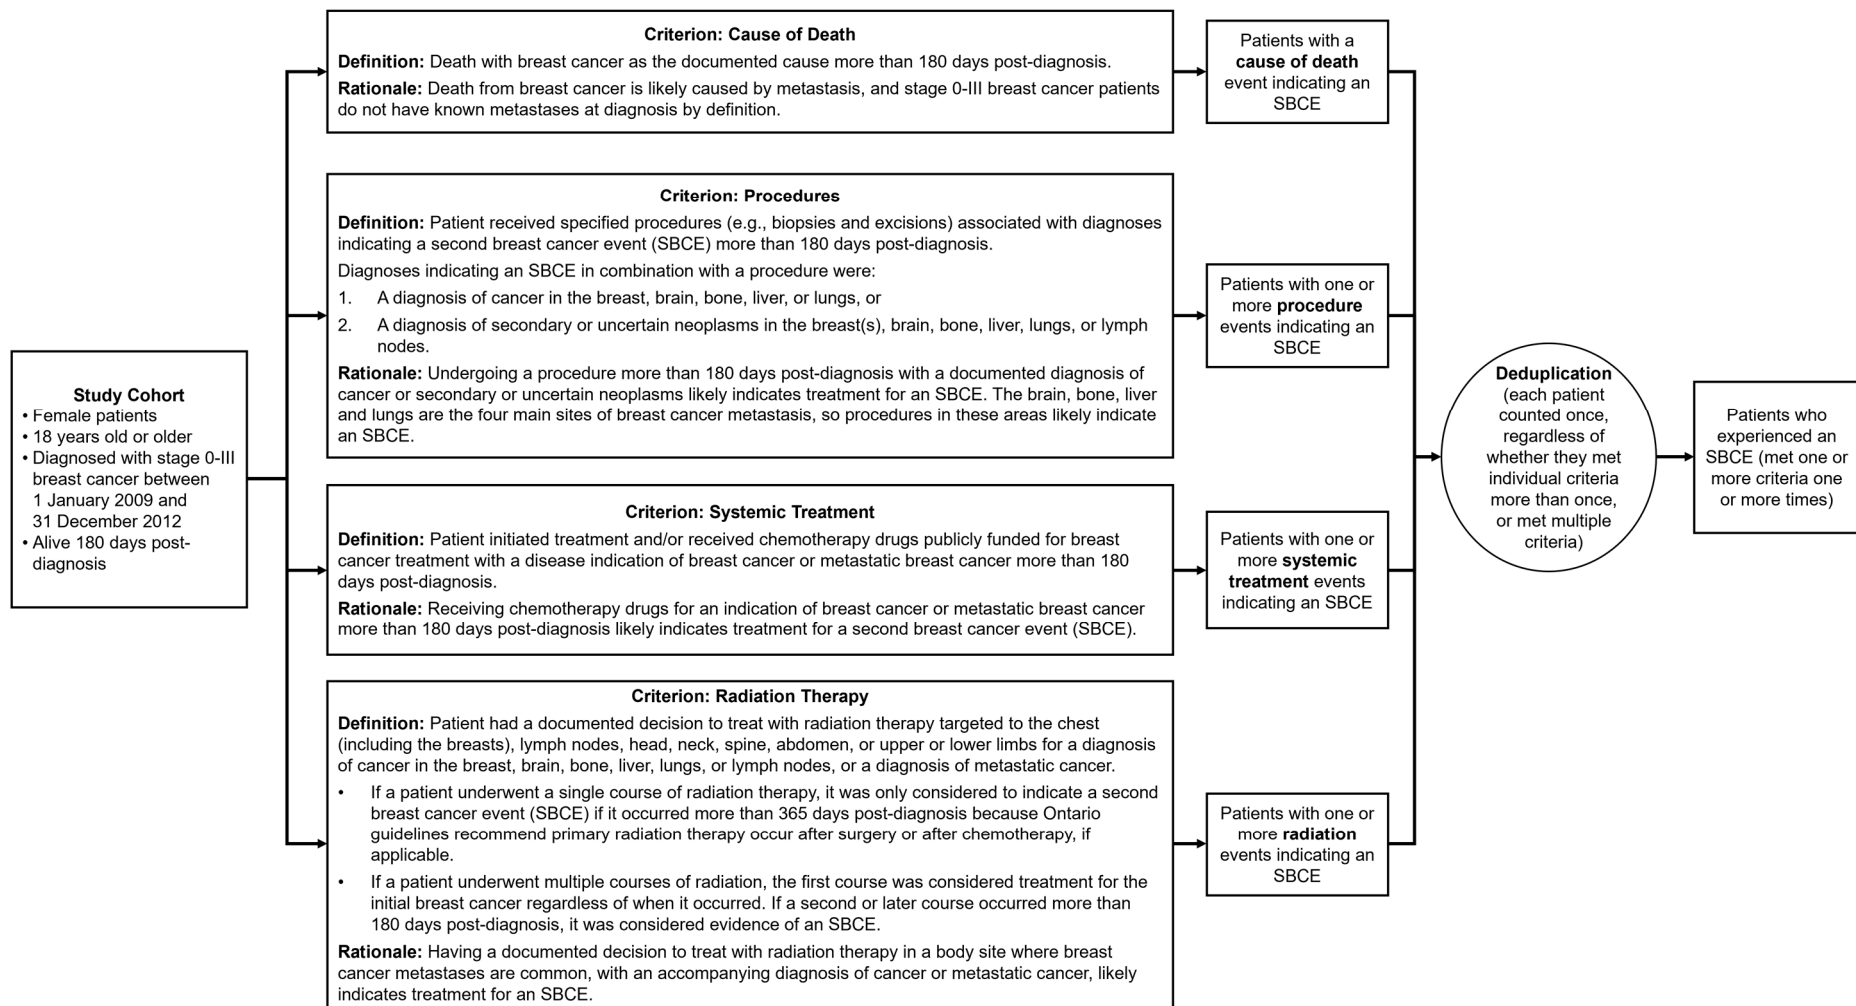 Study Cohort
• Female patients
• 18 years old or older
• Diagnosed with stage 0-III
breast cancer between
1 January 2009 and
31 December 2012
• Alive 180 days post-
diagnosis
Criterion: Cause of Death
Definition: Death with breast cancer as the documented cause more than 180 days post-diagnosis.
Rationale: Death from breast cancer is likely caused by metastasis, and stage 0-III breast cancer patients
do not have known metastases at diagnosis by definition.
Patients with a
cause of death
event indicating an
SBCE
Criterion: Procedures
Definition: Patient received specified procedures (e.g., biopsies and excisions) associated with diagnoses
indicating a second breast cancer event (SBCE) more than 180 days post-diagnosis.
Diagnoses indicating an SBCE in combination with a procedure were:
1. A diagnosis of cancer in the breast, brain, bone, liver, or lungs, or
2. A diagnosis of secondary or uncertain neoplasms in the breast(s), brain, bone, liver, lungs, or lymph
nodes.
Rationale: Undergoing a procedure more than 180 days post-diagnosis with a documented diagnosis of
cancer or secondary or uncertain neoplasms likely indicates treatment for an SBCE. The brain, bone, liver
and lungs are the four main sites of breast cancer metastasis, so procedures in these areas likely indicate
an SBCE.
Patients with one or
more procedure
events indicating an
SBCE
Criterion: Systemic Treatment
Definition: Patient initiated treatment and/or received chemotherapy drugs publicly funded for breast
cancer treatment with a disease indication of breast cancer or metastatic breast cancer more than 180
days post-diagnosis.
Rationale: Receiving chemotherapy drugs for an indication of breast cancer or metastatic breast cancer
more than 180 days post-diagnosis likely indicates treatment for a second breast cancer event (SBCE).
Patients with one or
more systemic
treatment events
indicating an SBCE
Criterion: Radiation Therapy
Definition: Patient had a documented decision to treat with radiation therapy targeted to the chest
(including the breasts), lymph nodes, head, neck, spine, abdomen, or upper or lower limbs for a diagnosis
of cancer in the breast, brain, bone, liver, lungs, or lymph nodes, or a diagnosis of metastatic cancer.
• If a patient underwent a single course of radiation therapy, it was only considered to indicate a second
breast cancer event (SBCE) if it occurred more than 365 days post-diagnosis because Ontario
guidelines recommend primary radiation therapy occur after surgery or after chemotherapy, if
applicable.
• If a patient underwent multiple courses of radiation, the first course was considered treatment for the
initial breast cancer regardless of when it occurred. If a second or later course occurred more than
180 days post-diagnosis, it was considered evidence of an SBCE.
Rationale: Having a documented decision to treat with radiation therapy in a body site where breast
cancer metastases are common, with an accompanying diagnosis of cancer or metastatic cancer, likely
indicates treatment for an SBCE.
Patients with one or
more radiation
events indicating an
SBCE
Deduplication
(each patient
counted once,
regardless of
whether they met
individual criteria
more than once,
or met multiple
criteria)
Patients who
experienced an
SBCE (met one or
more criteria one
or more times)